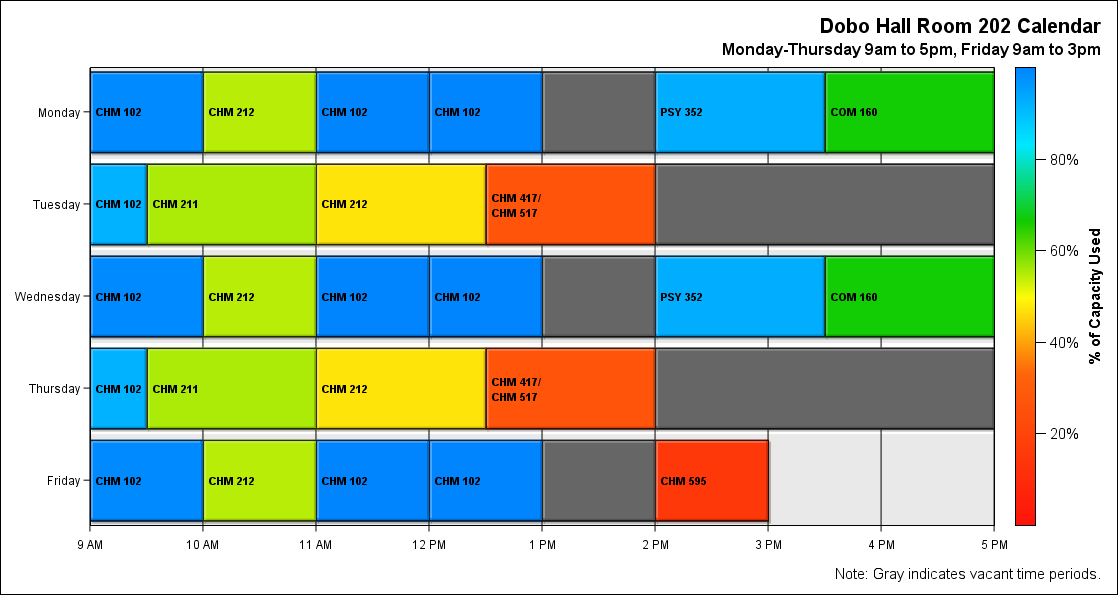 Dobo Hall Room 202 Calendar
Monday-Thursday 9am to 5pm, Friday 9am to 3pm
Monday
CHM 102
CHM 212
CHM 102
CHM 102
PSY 352
COM 160
Tuesday
CHM 102
CHM 211
CHM 212
CHM 417/
CHM 517
Wednesday
CHM 102
CHM 212
CHM 102
CHM 102
PSY 352
COM 160
Thursday
CHM 102
CHM 211
CHM 212
CHM 417/
CHM 517
Friday
CHM 102
CHM 212
CHM 102
CHM 102
CHM 595
9 AM
10 AM
11 AM
12 PM
1 PM
2 PM
3 PM
4 PM
5 PM
80%
60%
40%
20%
% of Capacity Used
Note: Gray indicates vacant time periods.